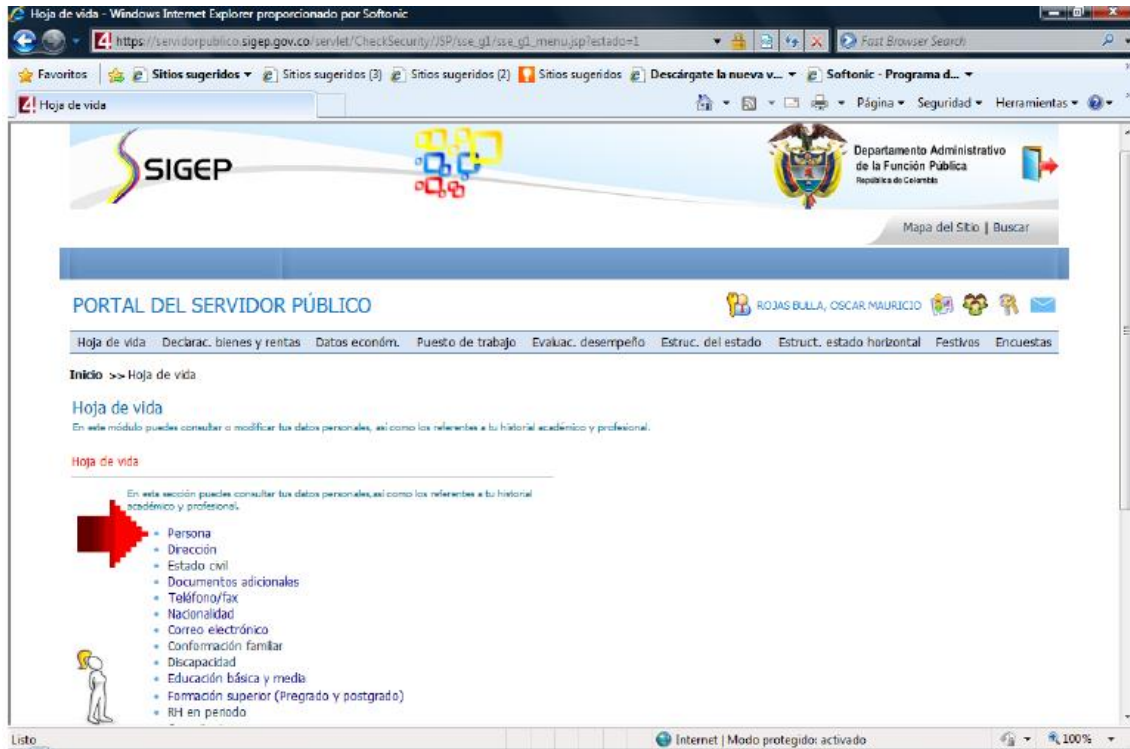 Hoja de vida - Windows Internet Explorer proporcionado por Softonic
https://servidorpublico.sigep.gov.co/servlet/CheckSecurity/JSP/sse_g1/sse_g1_menu.jsp?estado=1
Fast Browser Search
Favoritos Sitios sugeridos Sitios sugeridos (3) Sitios sugeridos (2) Sitios sugeridos Descárgate la nueva v... Softonic - Programa d...
Hoja de vida Página Seguridad Herramientas
SIGEP
Departamento Administrativo
de la Función Pública
República de Colombia
Mapa del Sitio | Buscar
PORTAL DEL SERVIDOR PÚBLICO ROJAS BULLA, OSCAR MAURICIO
Hoja de vida Declarac. bienes y rentas Datos económ. Puesto de trabajo Evaluac. desempeño Estruc. del estado Estruct. estado horizontal Festivos Encuestas
Inicio >> Hoja de vida
Hoja de vida
En este módulo puedes consultar o modificar tus datos personales, así como los referentes a tu historial académico y profesional.
Hoja de vida
En esta sección puedes consultar tus datos personales, así como los referentes a tu historial
académico y profesional.
Persona
Dirección
Estado civil
Documentos adicionales
Teléfono/fax
Nacionalidad
Correo electrónico
Conformación familiar
Discapacidad
Educación básica y media
Formación superior (Pregrado y postgrado)
RH en periodo
Listo Internet | Modo protegido: activado 100%